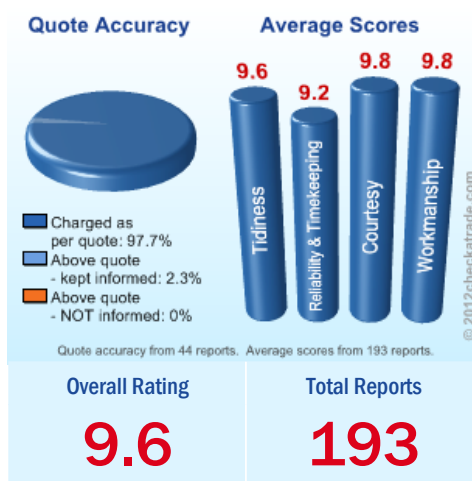 Quote Accuracy
Charged as
per quote: 97.7%
Above quote
- kept informed: 2.3%
Above quote
- NOT informed: 0%
Average Scores
9.6
9.2
9.8
9.8
Tidiness
Reliability & Timekeeping
Courtesy
Workmanship
© 2012checkatrade.com
Quote accuracy from 44 reports. Average scores from 193 reports.
Overall Rating
9.6
Total Reports
193